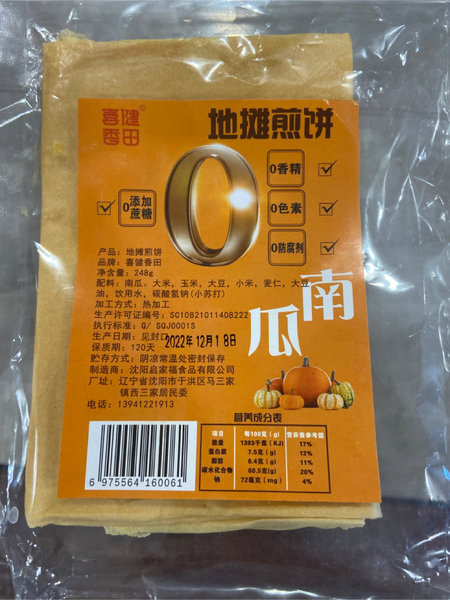 喜健®
香田
地摊煎饼
0添加
蔗糖
0
0香精
0色素
0防腐剂
产品：地摊煎饼
品牌：喜健香田
净含量：248g
配料：南瓜、大米，玉米，大豆，小米，麦仁，大豆
油，饮用水，碳酸氢钠(小苏打)
加工方式：热加工
生产许可证编号：SC10821011408222
执行标准：Q/ SQJ0001S
生产日期：见封口 2022年12月18日
保质期：120天
贮存方式：阴凉常温处密封保存
制造商：沈阳启家福食品有限公司
厂址：辽宁省沈阳市于洪区马三家
镇西三家居民委
电话：13941221913
南
瓜
营养成分表
项目 每100克(g) 营养素参考值
能量 1393千焦(KJ) 17%
蛋白质 7.5克(g) 12%
脂肪 6.4克(g) 11%
碳水化合物 60.5克(g) 20%
钠 72毫克(mg) 4%
6 975564 160061